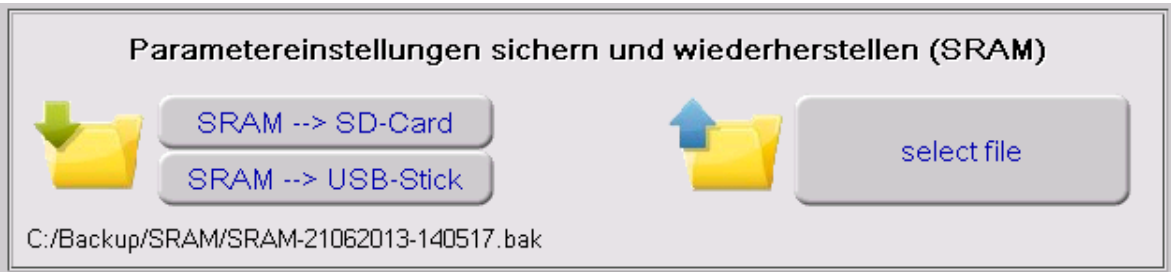 Parametereinstellungen sichern und wiederherstellen (SRAM)
SRAM --> SD-Card
SRAM --> USB-Stick
select file
C:/Backup/SRAM/SRAM-21062013-140517.bak